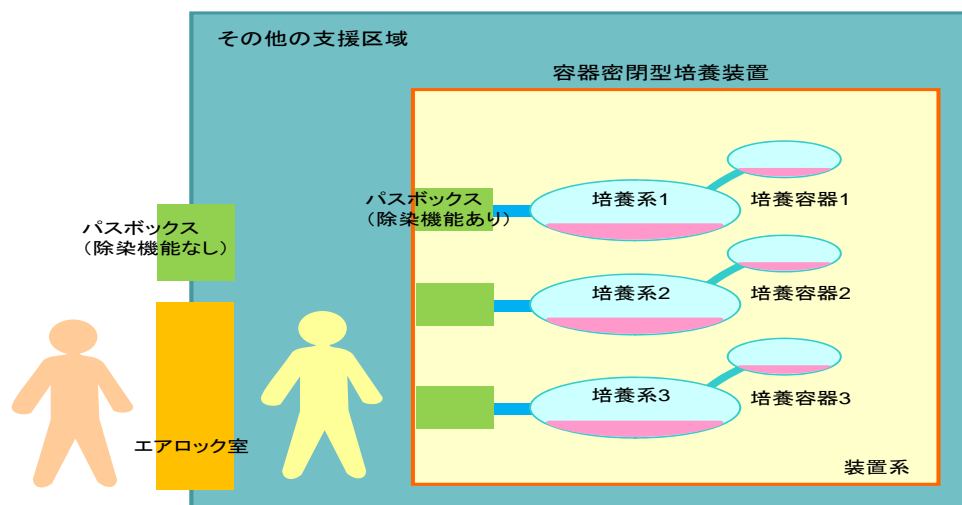 その他の支援区域
容器密閉型培養装置
パスボックス
（除染機能なし）
パスボックス
（除染機能あり）
培養系1
培養容器1
培養系2
培養容器2
培養系3
培養容器3
エアロック室
装置系